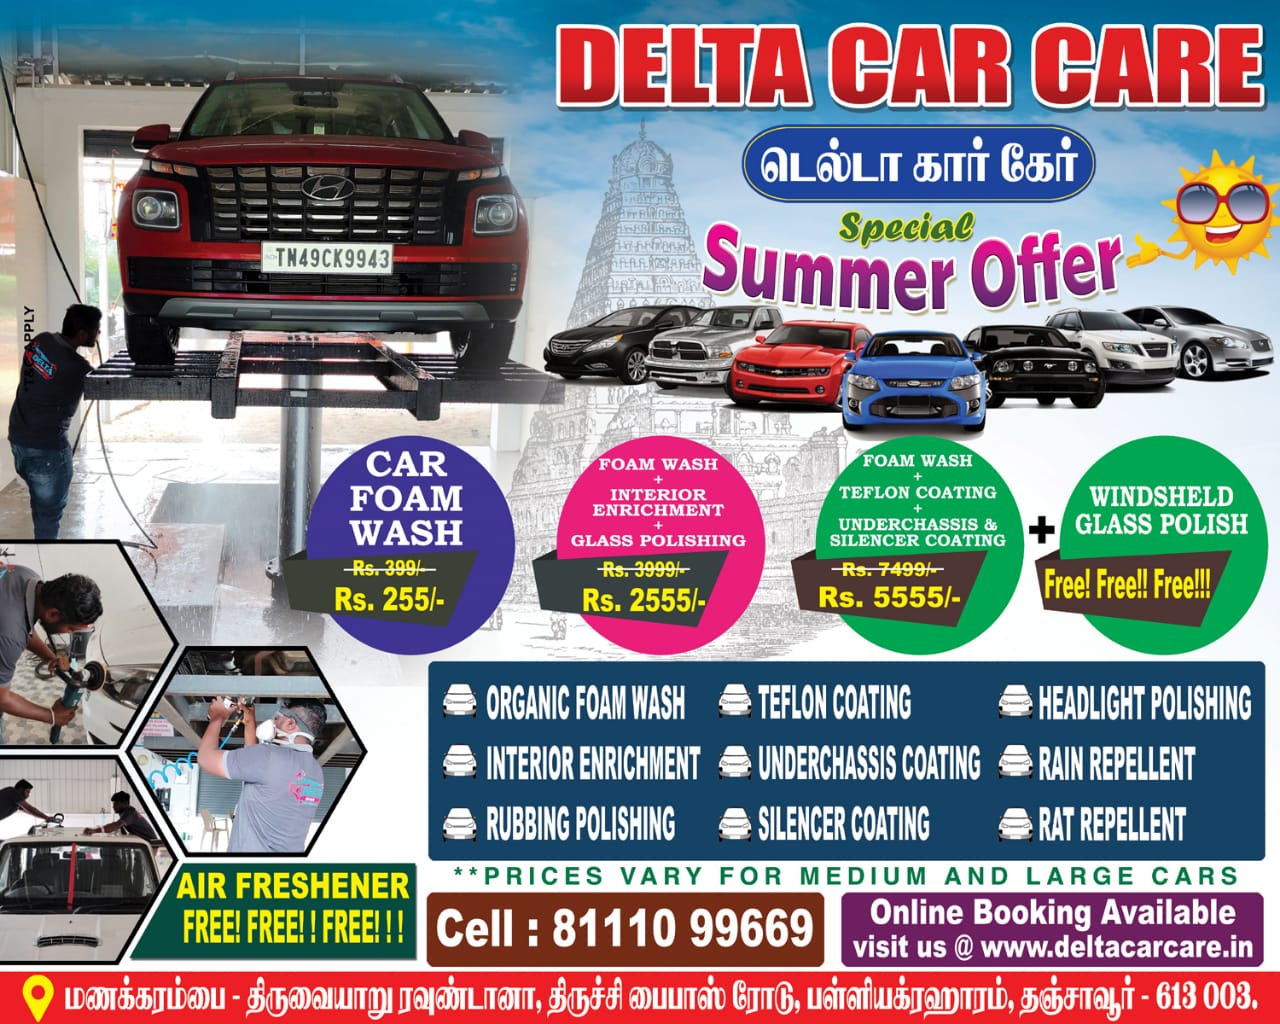 DELTA CAR CARE
டெல்டா கார் கேர்
Special
Summer Offer
TN49CK9943
APPLY
DELTA
CAR
FOAM
WASH
Rs. 399/-
Rs. 255/-
FOAM WASH
+
INTERIOR
ENRICHMENT
+
GLASS POLISHING
Rs. 3999/-
Rs. 2555/-
FOAM WASH
+
TEFLON COATING
+
UNDERCHASSIS &
SILENCER COATING
Rs. 7499/-
Rs. 5555/-
+
WINDSHELD
GLASS POLISH
Free! Free!! Free!!!
ORGANIC FOAM WASH
TEFLON COATING
HEADLIGHT POLISHING
INTERIOR ENRICHMENT
UNDERCHASSIS COATING
RAIN REPELLENT
RUBBING POLISHING
SILENCER COATING
RAT REPELLENT
**PRICES VARY FOR MEDIUM AND LARGE CARS
AIR FRESHENER
FREE! FREE!! FREE!!!
Cell : 81110 99669
Online Booking Available
visit us @ www.deltacarcare.in
மணக்கரம்பை - திருவையாறு ரவுண்டானா, திருச்சி பைபாஸ் ரோடு, பள்ளியக்ரஹாரம், தஞ்சாவூர் - 613 003.